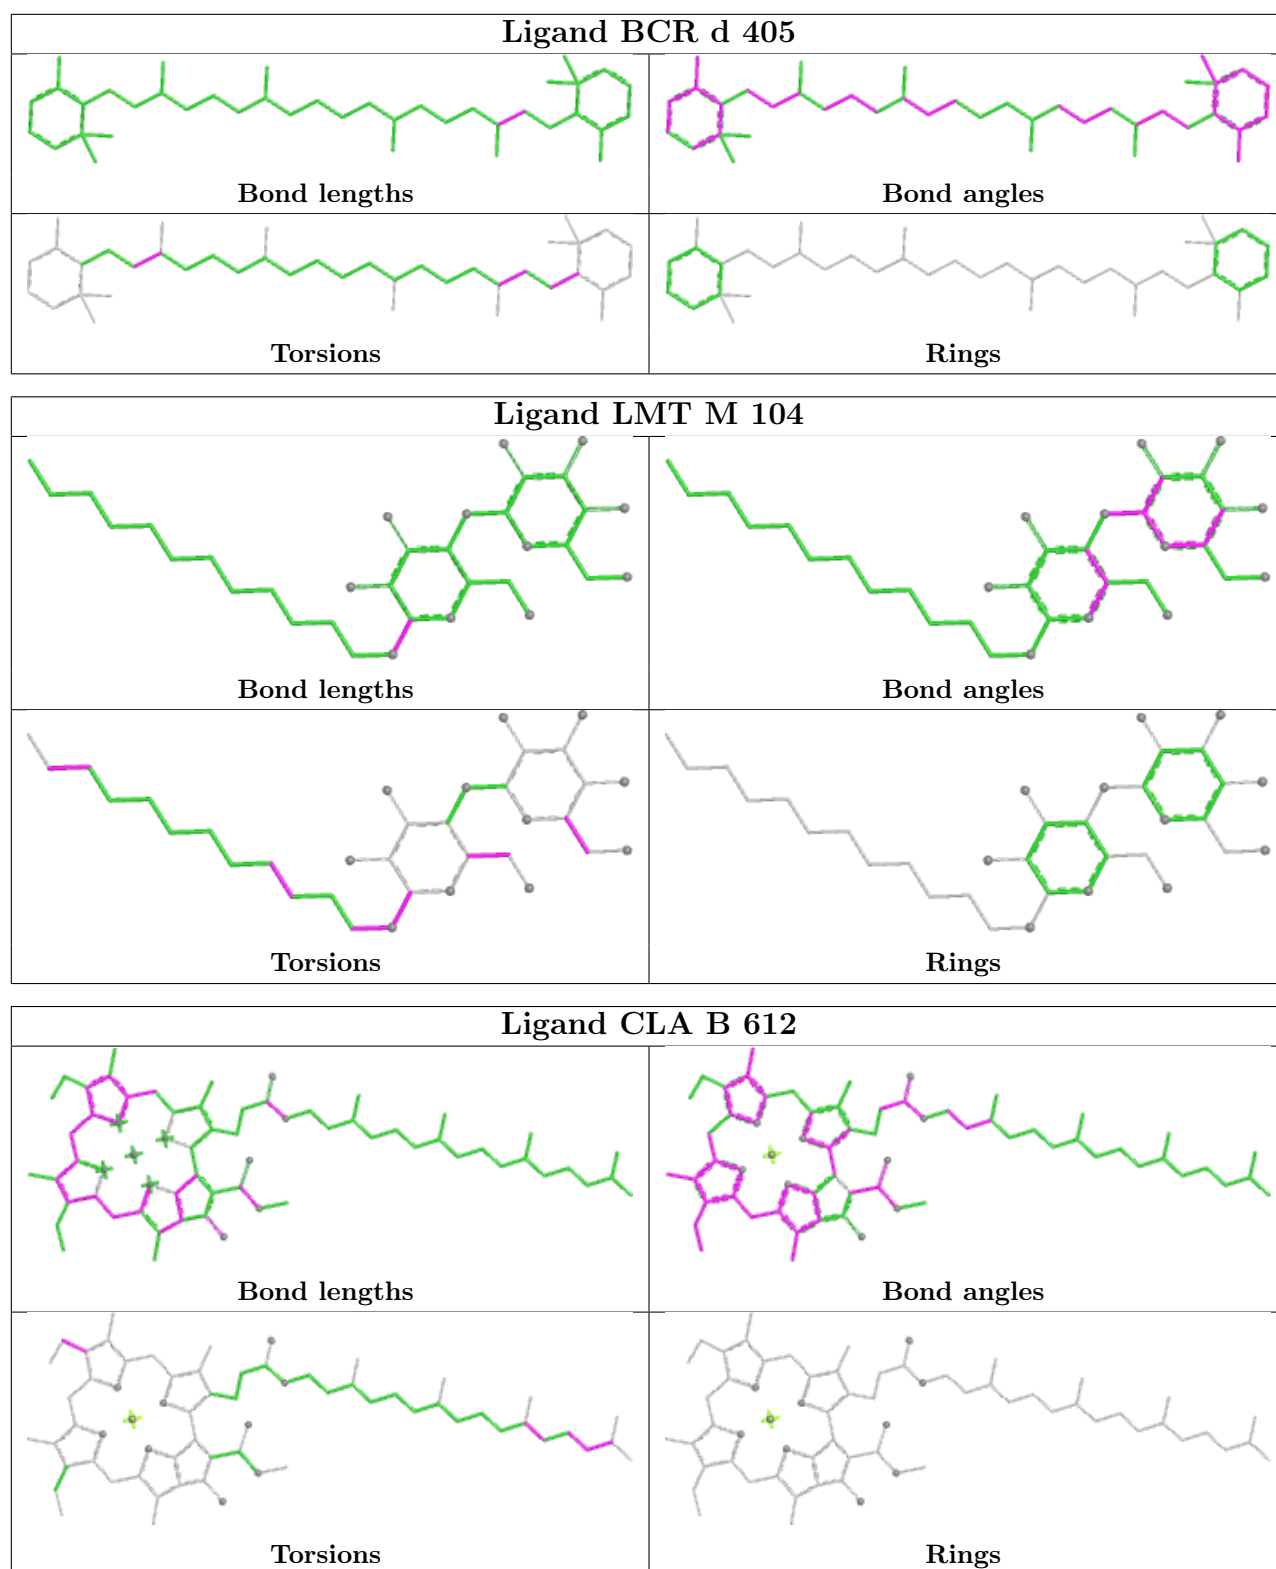 Ligand BCR d 405
Bond lengths
Bond angles
Torsions
Rings
Ligand LMT M 104
Bond lengths
Bond angles
Torsions
Rings
Ligand CLA B 612
Bond lengths
Bond angles
Torsions
Rings